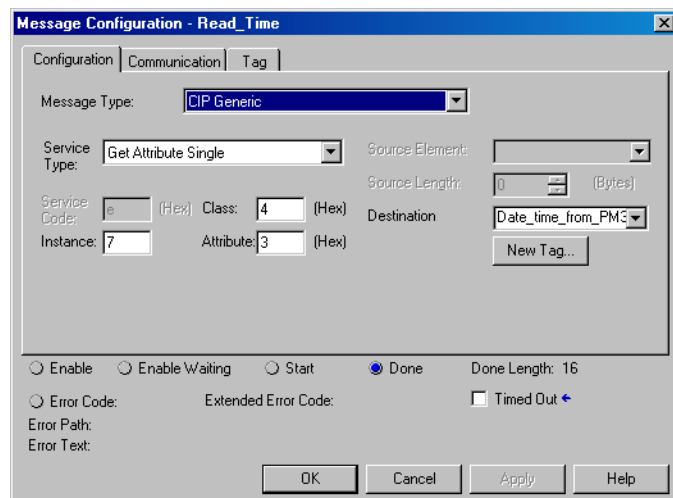 Message Configuration - Read_Time
Configuration Communication Tag
Message Type: CIP Generic
Service Type: Get Attribute Single Source Element:
Source Length: 0 (Bytes)
Service Code: e (Hex) Class: 4 (Hex) Destination Date_time_from_PM3
Instance: 7 Attribute: 3 (Hex) New Tag...
Enable Enable Waiting Start Done Done Length: 16
Error Code: Extended Error Code: Timed Out
Error Path:
Error Text:
OK Cancel Apply Help